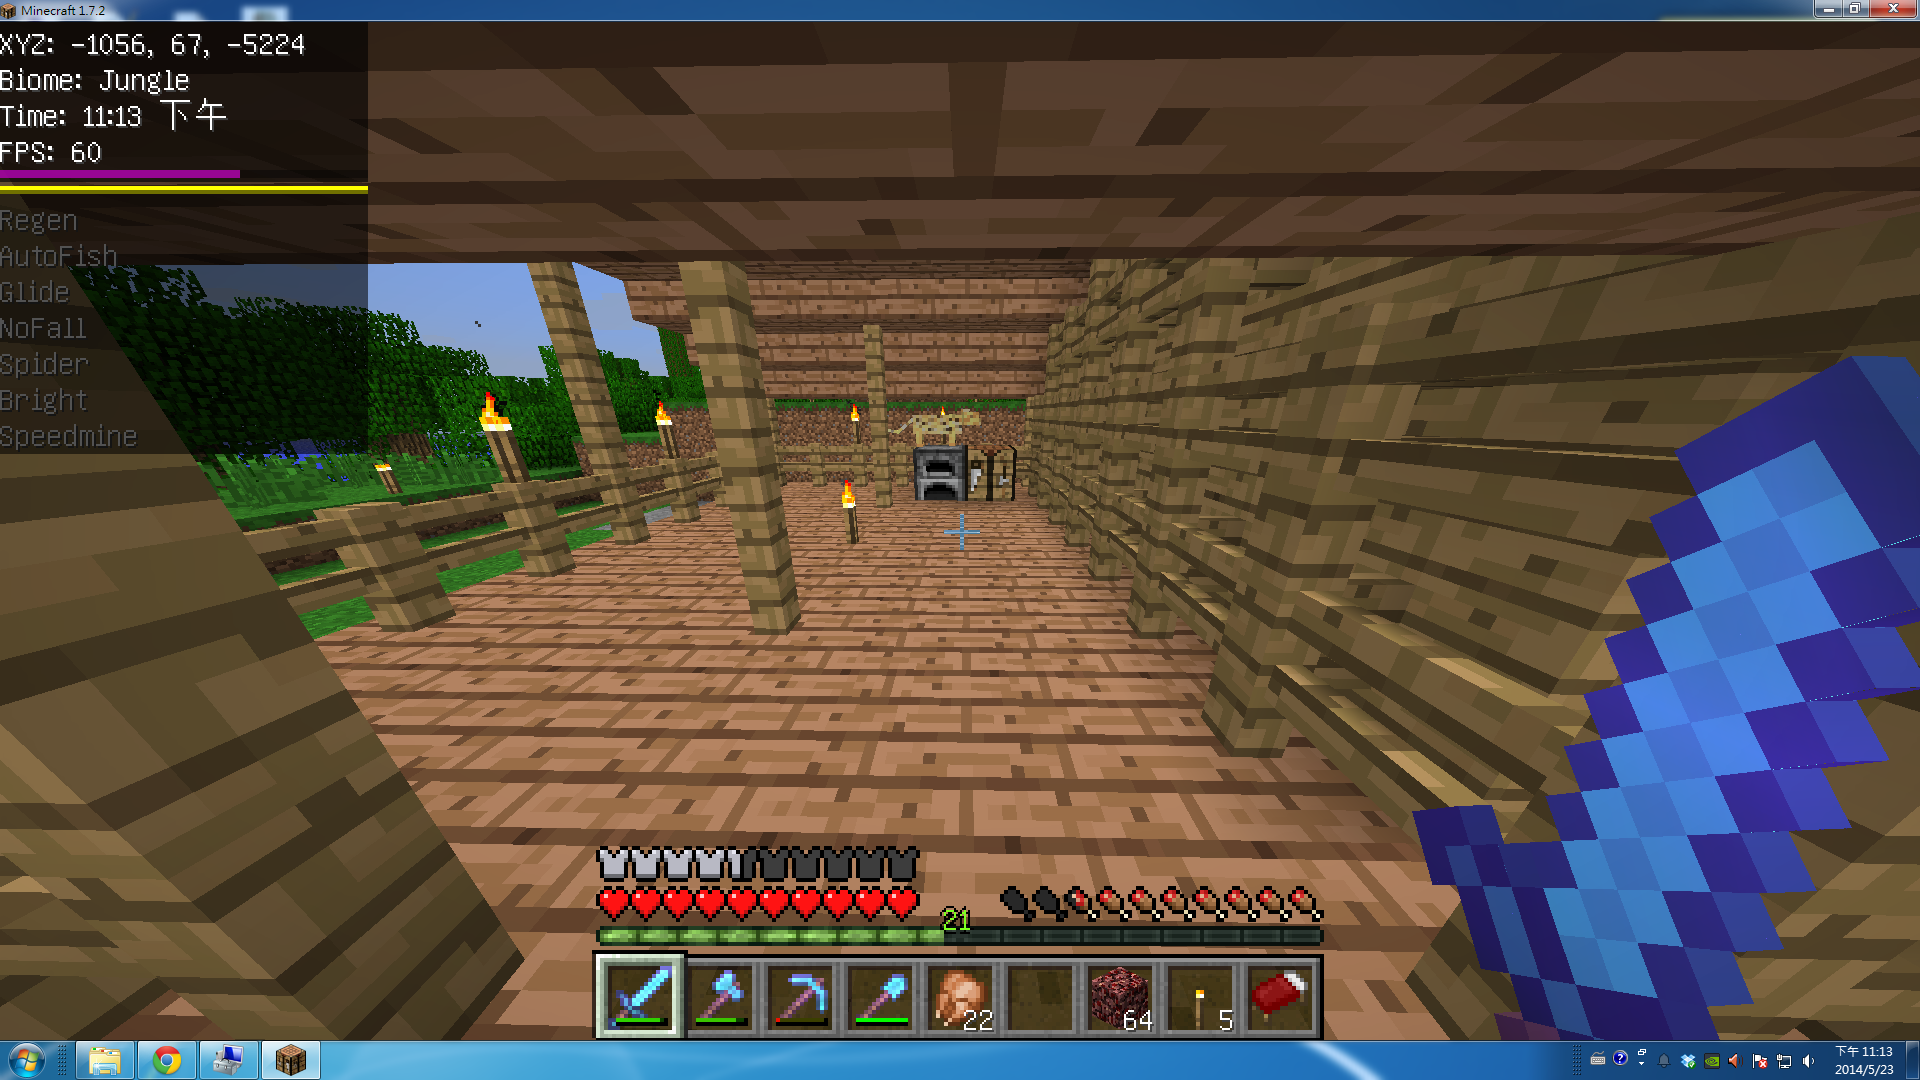 Minecraft 1.7.2
XYZ: -1056, 67, -5224
Biome: Jungle
Time: 11:13 下午
FPS: 60
Regen
AutoFish
Glide
NoFall
Spider
Bright
Speedmine
21
22
64
5
下午 11:13
2014/5/23